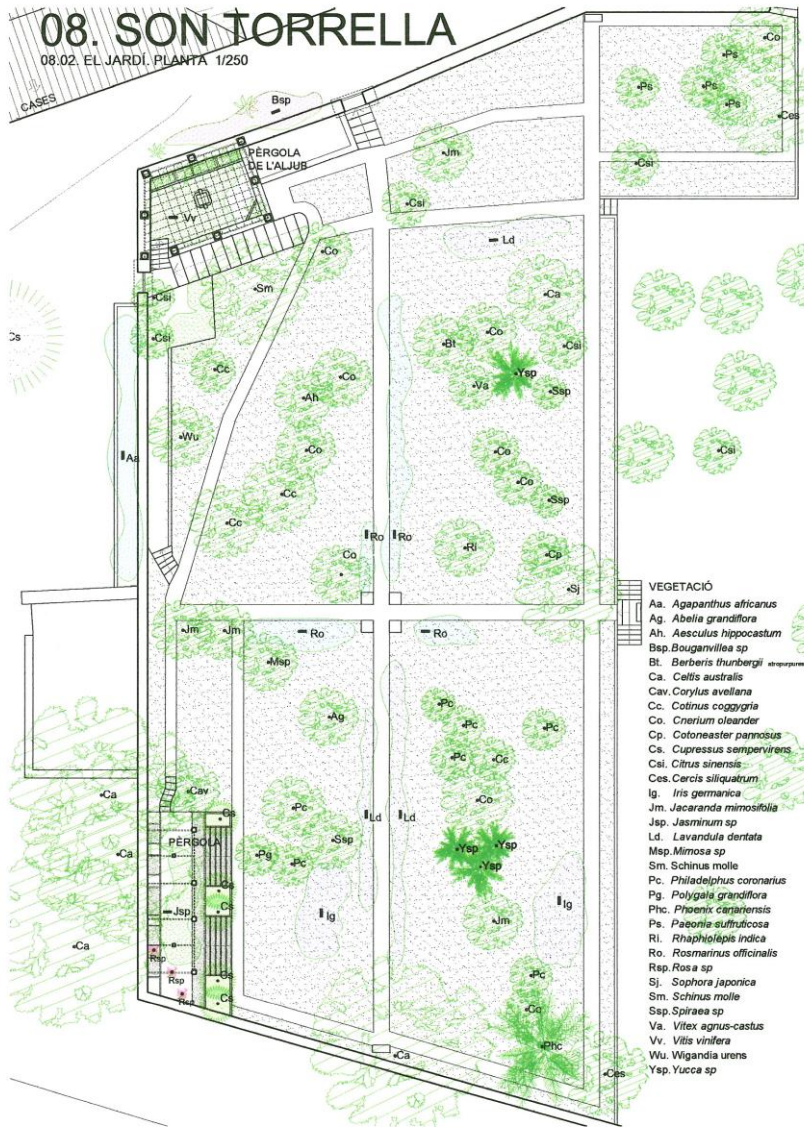 08. SON TORRELLA
08.02. EL JARDÍ. PLANTA 1/250
CASES
Bsp
Co
Ps
Ps
Ps
Ps
Ces
PÈRGOLA
DE L'ALJUB
Jm
Csi
Csi
Vv
Ld
Co
Sm
Csi
Ca
Cs
Csi
Co
Bt
Csi
Cc
Co
Ysp
Va
Ssp
Ah
Wu
Co
Co
Csi
Aa
Cc
Co
Ssp
Cc
Ro
Ro
Ri
Co
Cp
Sj
Jm
Jm
Ro
Ro
Msp
Pc
Ag
Pc
Pc
Pc
Cc
Ca
Cav
Co
Pc
Cs
Ld
Ld
PÈRGOLA
Ssp
Ysp
Ysp
Ca
Pg
Pc
Ysp
Cs
Jsp
Ig
Ig
Jm
Ca
Rsp
Rsp
Cs
Pc
Rsp
Cs
Co
Phc
Ca
Ces
VEGETACIÓ
Aa. Agapanthus africanus
Ag. Abelia grandiflora
Ah. Aesculus hippocastum
Bsp. Bouganvillea sp
Bt. Berberis thunbergii atropurpurea
Ca. Celtis australis
Cav. Corylus avellana
Cc. Cotinus coggygria
Co. Cnerium oleander
Cp. Cotoneaster pannosus
Cs. Cupressus sempervirens
Csi. Citrus sinensis
Ces. Cercis siliquatrum
Ig. Iris germanica
Jm. Jacaranda mimosifolia
Jsp. Jasminum sp
Ld. Lavandula dentata
Msp. Mimosa sp
Sm. Schinus molle
Pc. Philadelphus coronarius
Pg. Polygala grandiflora
Phc. Phoenix canariensis
Ps. Paeonia suffruticosa
Ri. Rhaphiolepis indica
Ro. Rosmarinus officinalis
Rsp. Rosa sp
Sj. Sophora japonica
Sm. Schinus molle
Ssp. Spiraea sp
Va. Vitex agnus-castus
Vv. Vitis vinifera
Wu. Wigandia urens
Ysp. Yucca sp